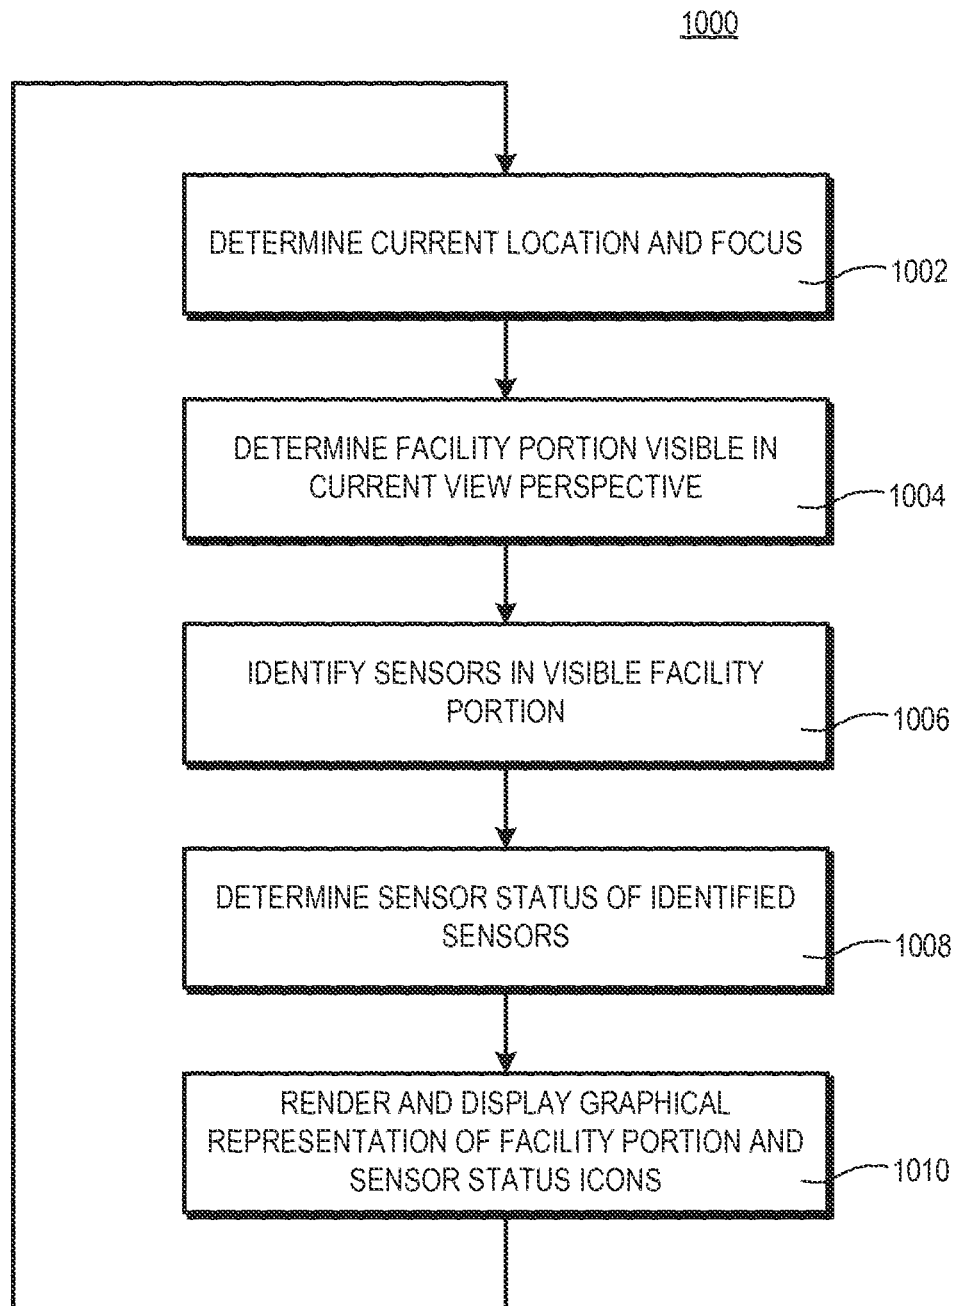 1000
DETERMINE CURRENT LOCATION AND FOCUS
1002
DETERMINE FACILITY PORTION VISIBLE IN
CURRENT VIEW PERSPECTIVE
1004
IDENTIFY SENSORS IN VISIBLE FACILITY
PORTION
1006
DETERMINE SENSOR STATUS OF IDENTIFIED
SENSORS
1008
RENDER AND DISPLAY GRAPHICAL
REPRESENTATION OF FACILITY PORTION AND
SENSOR STATUS ICONS
1010